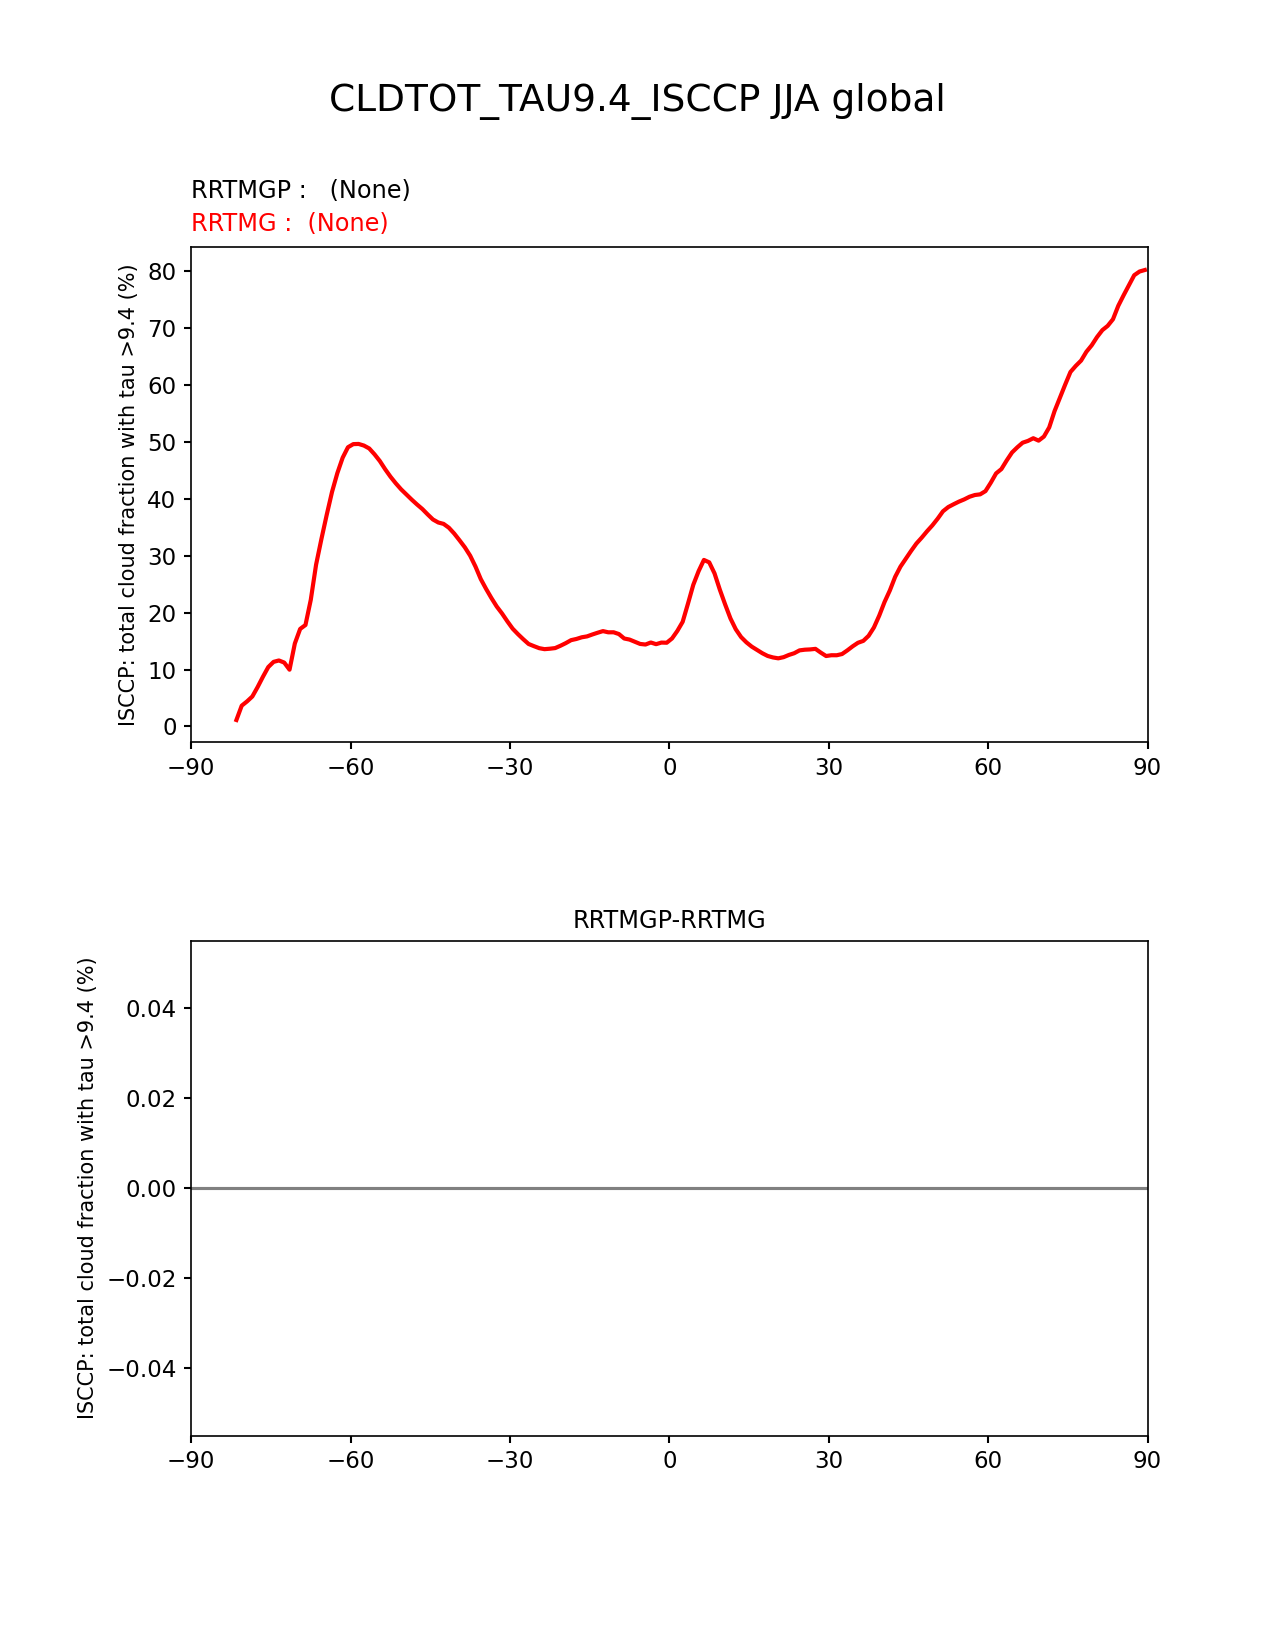 CLDTOT_TAU9.4_ISCCP JJA global
RRTMGP :   (None)
RRTMG :  (None)
ISCCP: total cloud fraction with tau >9.4 (%)
80
70
60
50
40
30
20
10
0
−90 −60 −30 0 30 60 90
RRTMGP-RRTMG
ISCCP: total cloud fraction with tau >9.4 (%)
0.04
0.02
0.00
−0.02
−0.04
−90 −60 −30 0 30 60 90